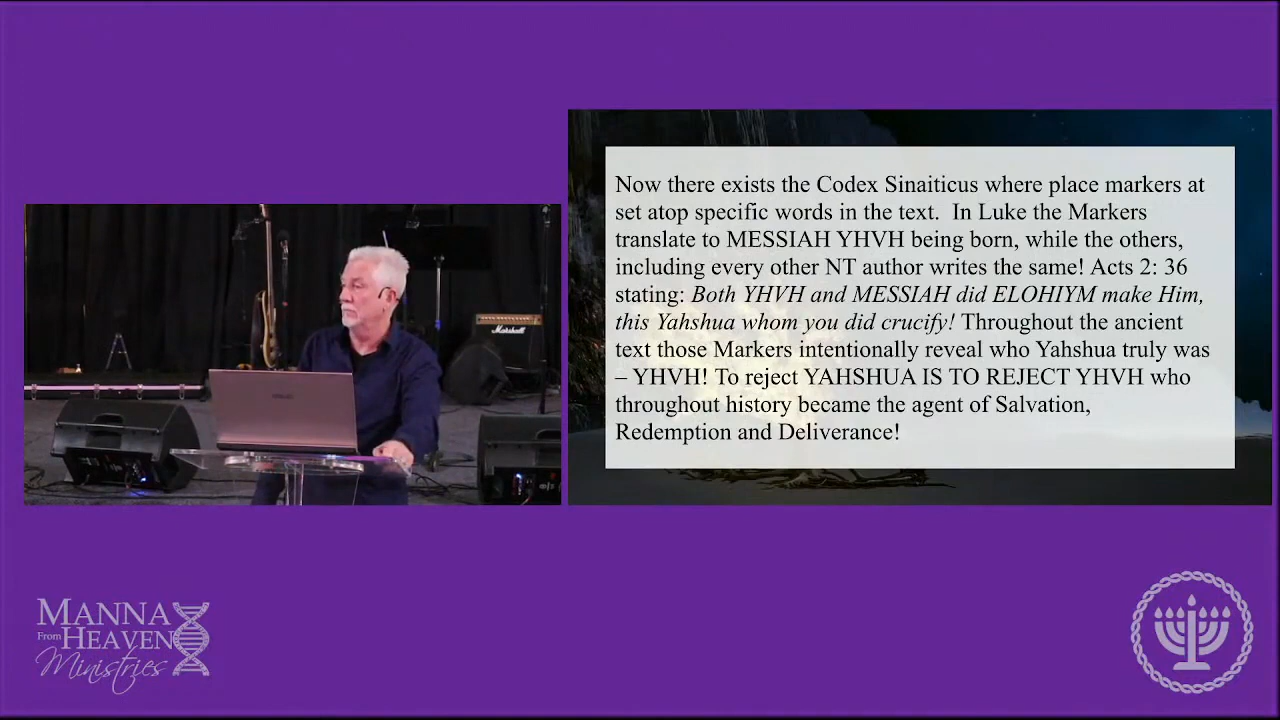 Now there exists the Codex Sinaiticus where place markers at
set atop specific words in the text. In Luke the Markers
translate to MESSIAH YHVH being born, while the others,
including every other NT author writes the same! Acts 2: 36
stating: Both YHVH and MESSIAH did ELOHIYM make Him,
this Yahshua whom you did crucify! Throughout the ancient
text those Markers intentionally reveal who Yahshua truly was
– YHVH! To reject YAHSHUA IS TO REJECT YHVH who
throughout history became the agent of Salvation,
Redemption and Deliverance!
Marshall
MANNA
From HEAVEN
Ministries